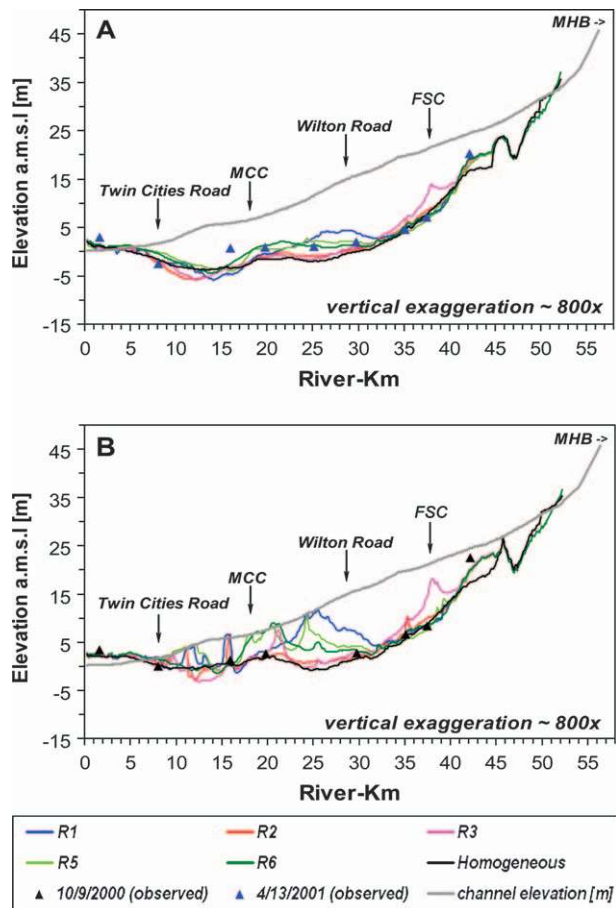 A
MHB ->
FSC
Wilton Road
MCC
Twin Cities Road
Elevation a.m.s.l [m]
45
35
25
15
5
-5
-15
vertical exaggeration ~ 800x
0 5 10 15 20 25 30 35 40 45 50 55
River-Km
B
MHB ->
FSC
Wilton Road
MCC
Twin Cities Road
Elevation a.m.s.l [m]
45
35
25
15
5
-5
-15
vertical exaggeration ~ 800x
0 5 10 15 20 25 30 35 40 45 50 55
River-Km
R1 R2 R3
R5 R6 Homogeneous
10/9/2000 (observed) 4/13/2001 (observed) channel elevation [m]